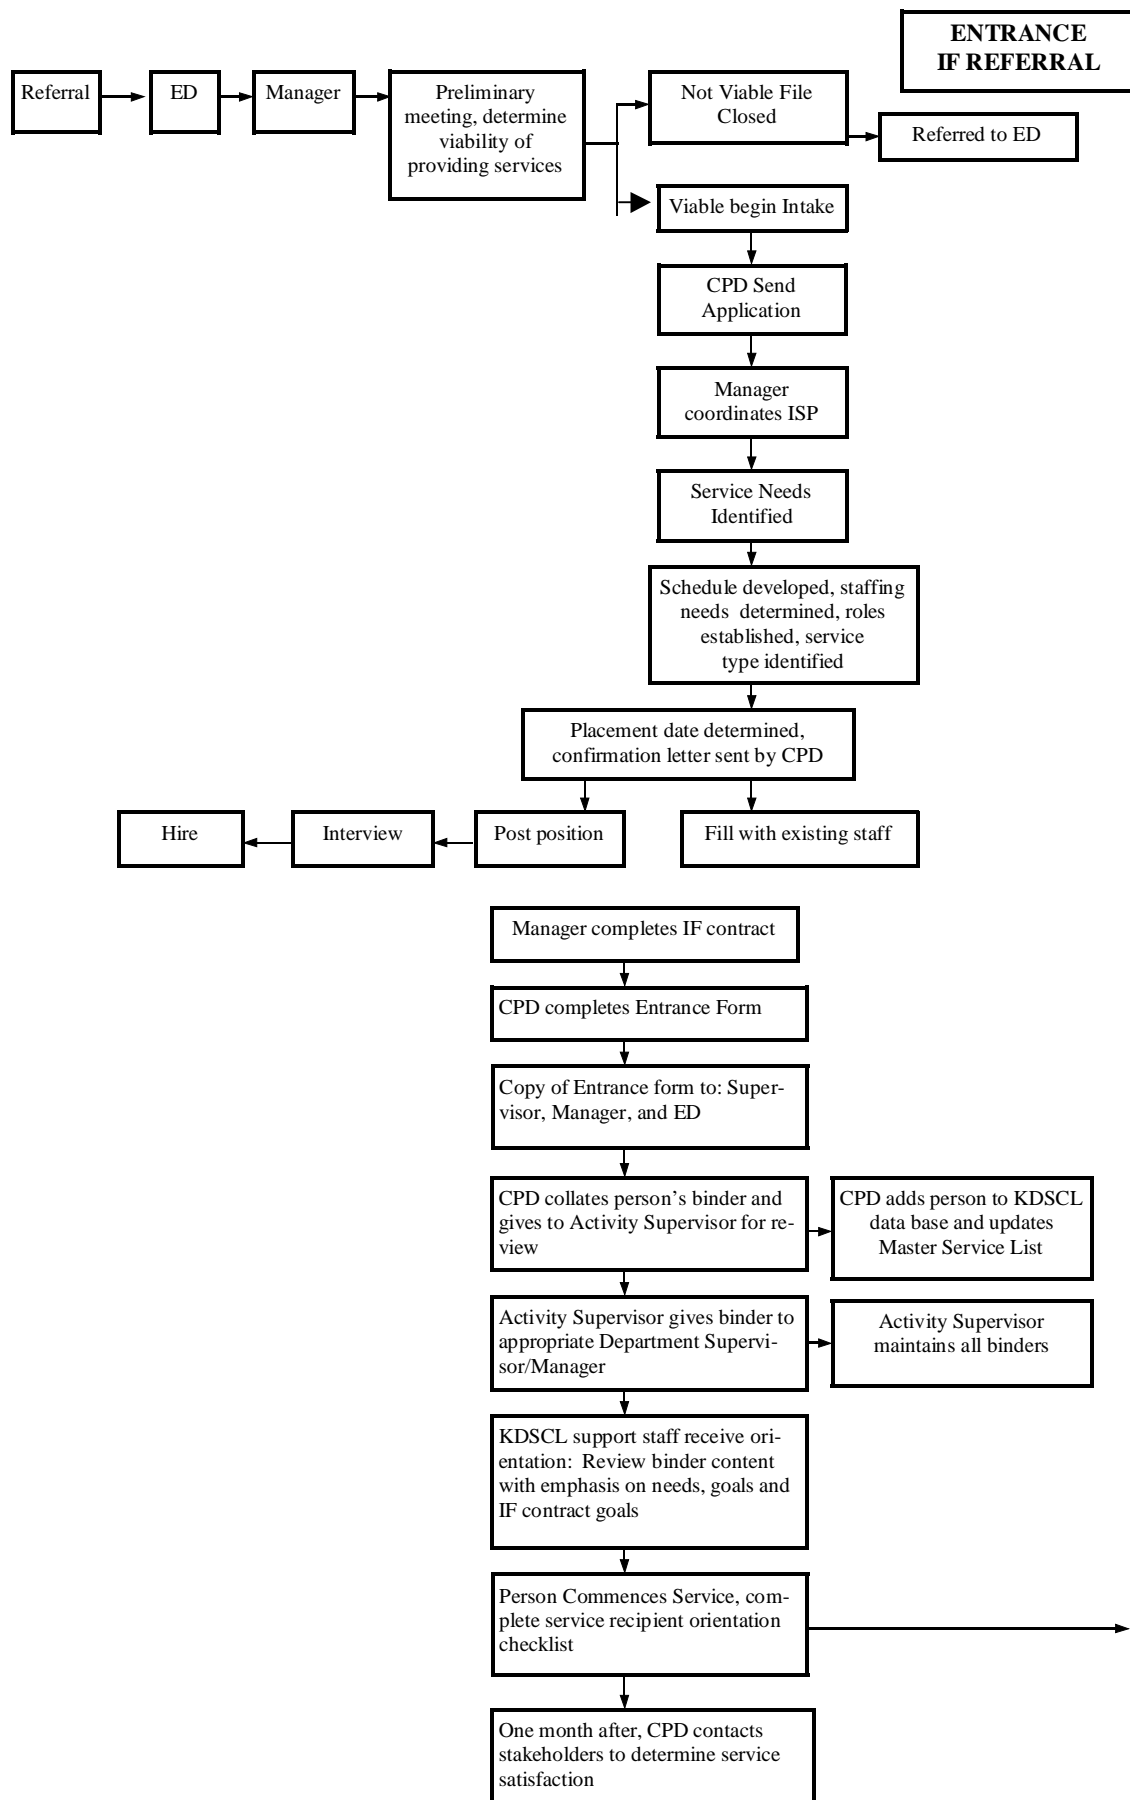 ENTRANCE
IF REFERRAL
Referral
ED
Manager
Preliminary
meeting, determine
viability of
providing services
Not Viable File
Closed
Referred to ED
Viable begin Intake
CPD Send
Application
Manager
coordinates ISP
Service Needs
Identified
Schedule developed, staffing
needs  determined, roles
established, service
type identified
Placement date determined,
confirmation letter sent by CPD
Hire
Interview
Post position
Fill with existing staff
Manager completes IF contract
CPD completes Entrance Form
Copy of Entrance form to: Super-
visor, Manager, and ED
CPD collates person’s binder and
gives to Activity Supervisor for re-
view
CPD adds person to KDSCL
data base and updates
Master Service List
Activity Supervisor gives binder to
appropriate Department Supervi-
sor/Manager
Activity Supervisor
maintains all binders
KDSCL support staff receive ori-
entation:  Review binder content
with emphasis on needs, goals and
IF contract goals
Person Commences Service, com-
plete service recipient orientation
checklist
One month after, CPD contacts
stakeholders to determine service
satisfaction